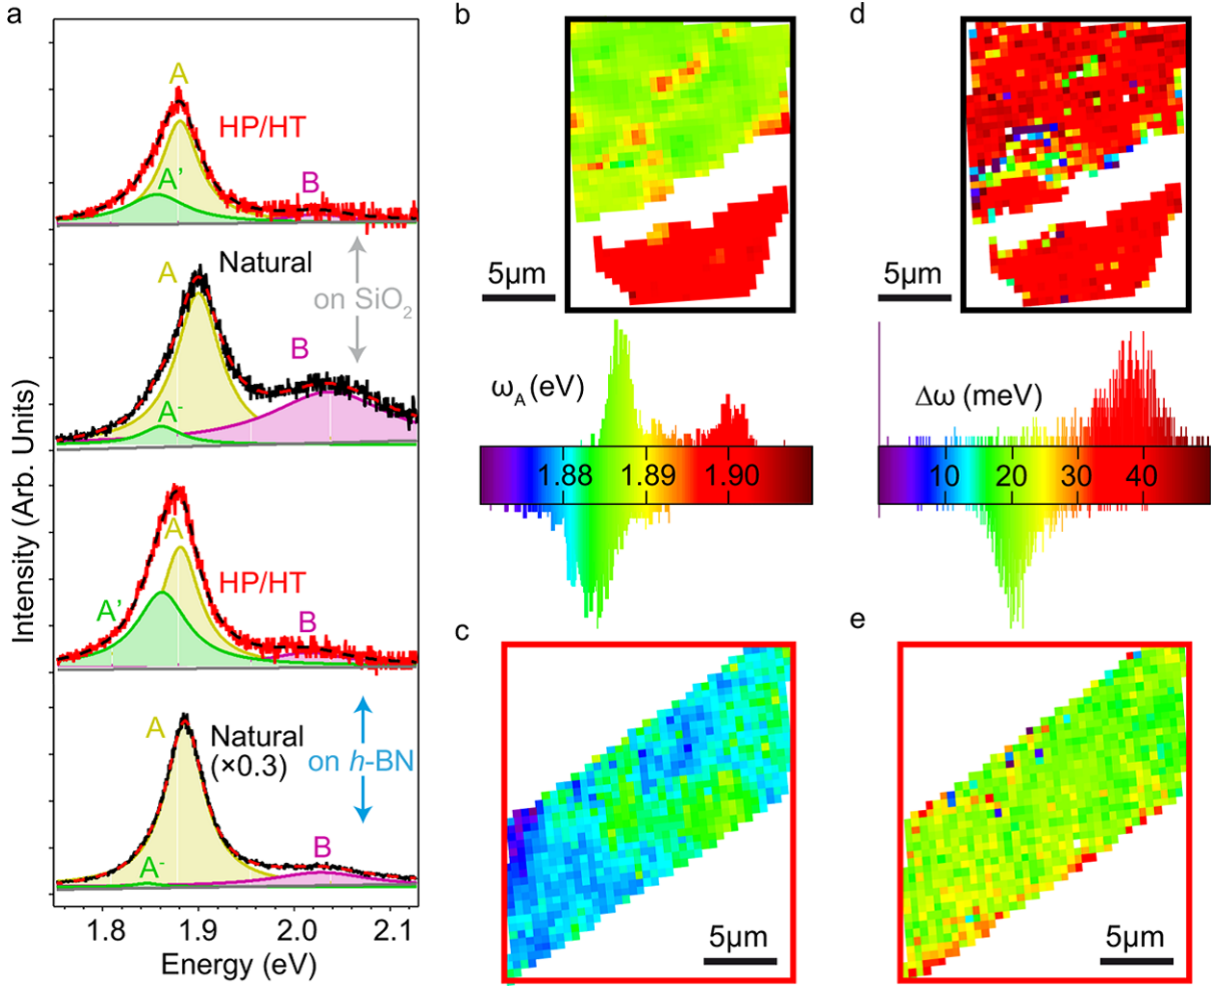 a
Intensity (Arb. Units)
A
HP/HT
A'
B
Natural
A
on SiO₂
B
A⁻
A
HP/HT
A'
B
A
Natural
(×0.3)
on h-BN
B
A⁻
1.8 1.9 2.0 2.1
Energy (eV)
b
5μm
ω_A (eV)
1.88 1.89 1.90
c
5μm
d
5μm
Δω (meV)
10 20 30 40
e
5μm